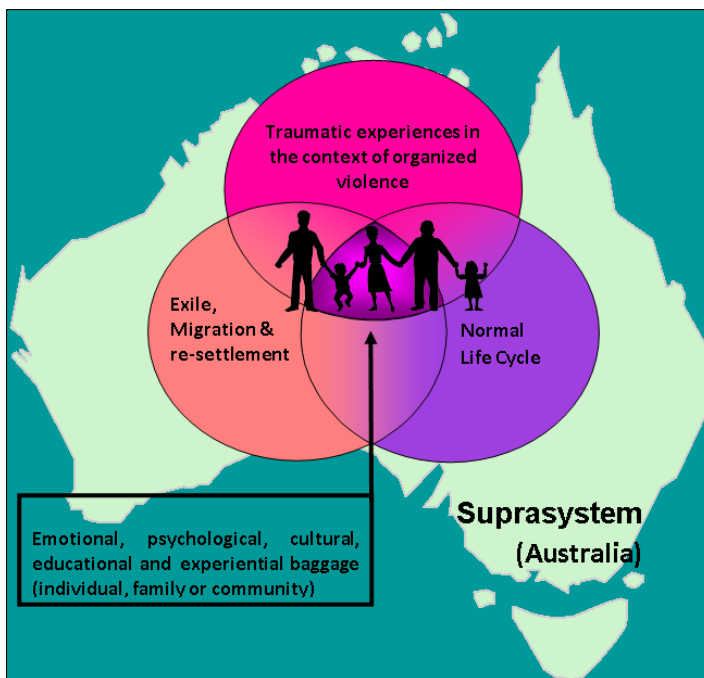 Traumatic experiences in
the context of organized
violence
Exile,
Migration &
re-settlement
Normal
Life Cycle
Emotional, psychological, cultural,
educational and experiential baggage
(individual, family or community)
Suprasystem
(Australia)